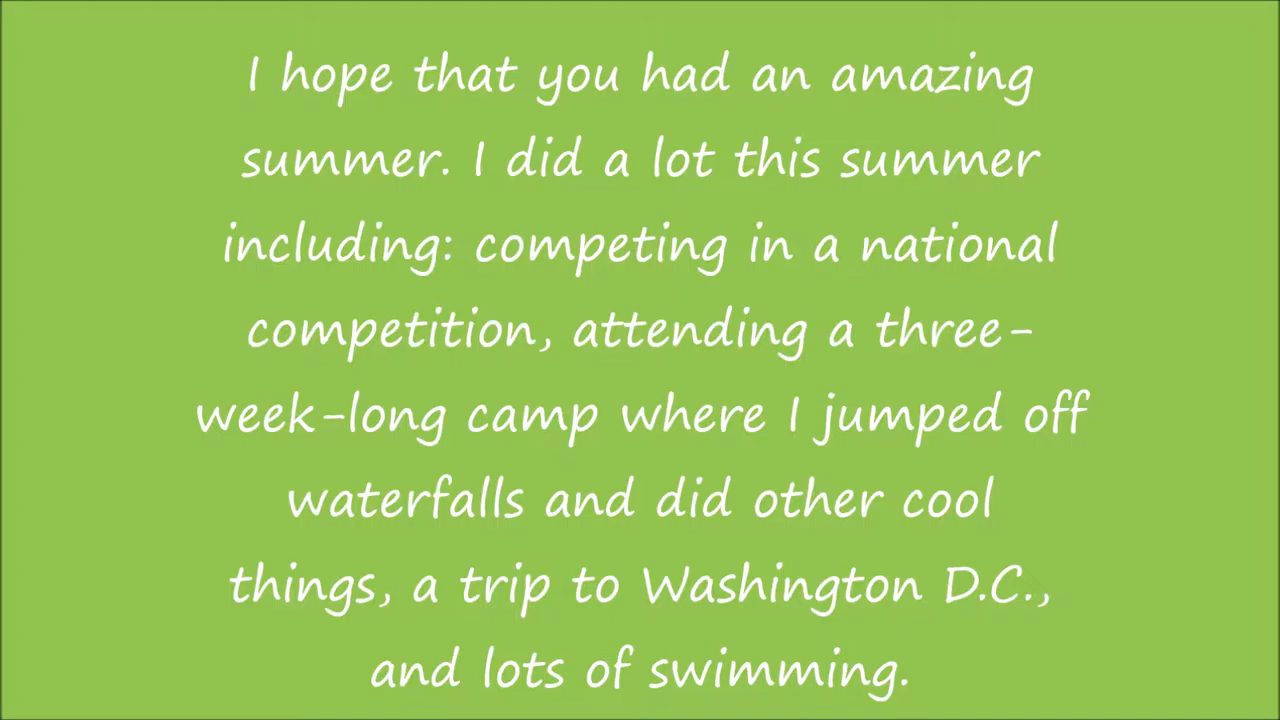 I hope that you had an amazing
summer. I did a lot this summer
including: competing in a national
competition, attending a three-
week-long camp where I jumped off
waterfalls and did other cool
things, a trip to Washington D.C.,
and lots of swimming.